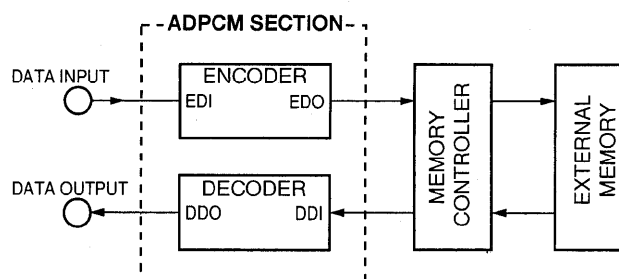 ADPCM SECTION
DATA INPUT
ENCODER
EDI EDO
MEMORY
CONTROLLER
EXTERNAL
MEMORY
DATA OUTPUT
DECODER
DDO DDI